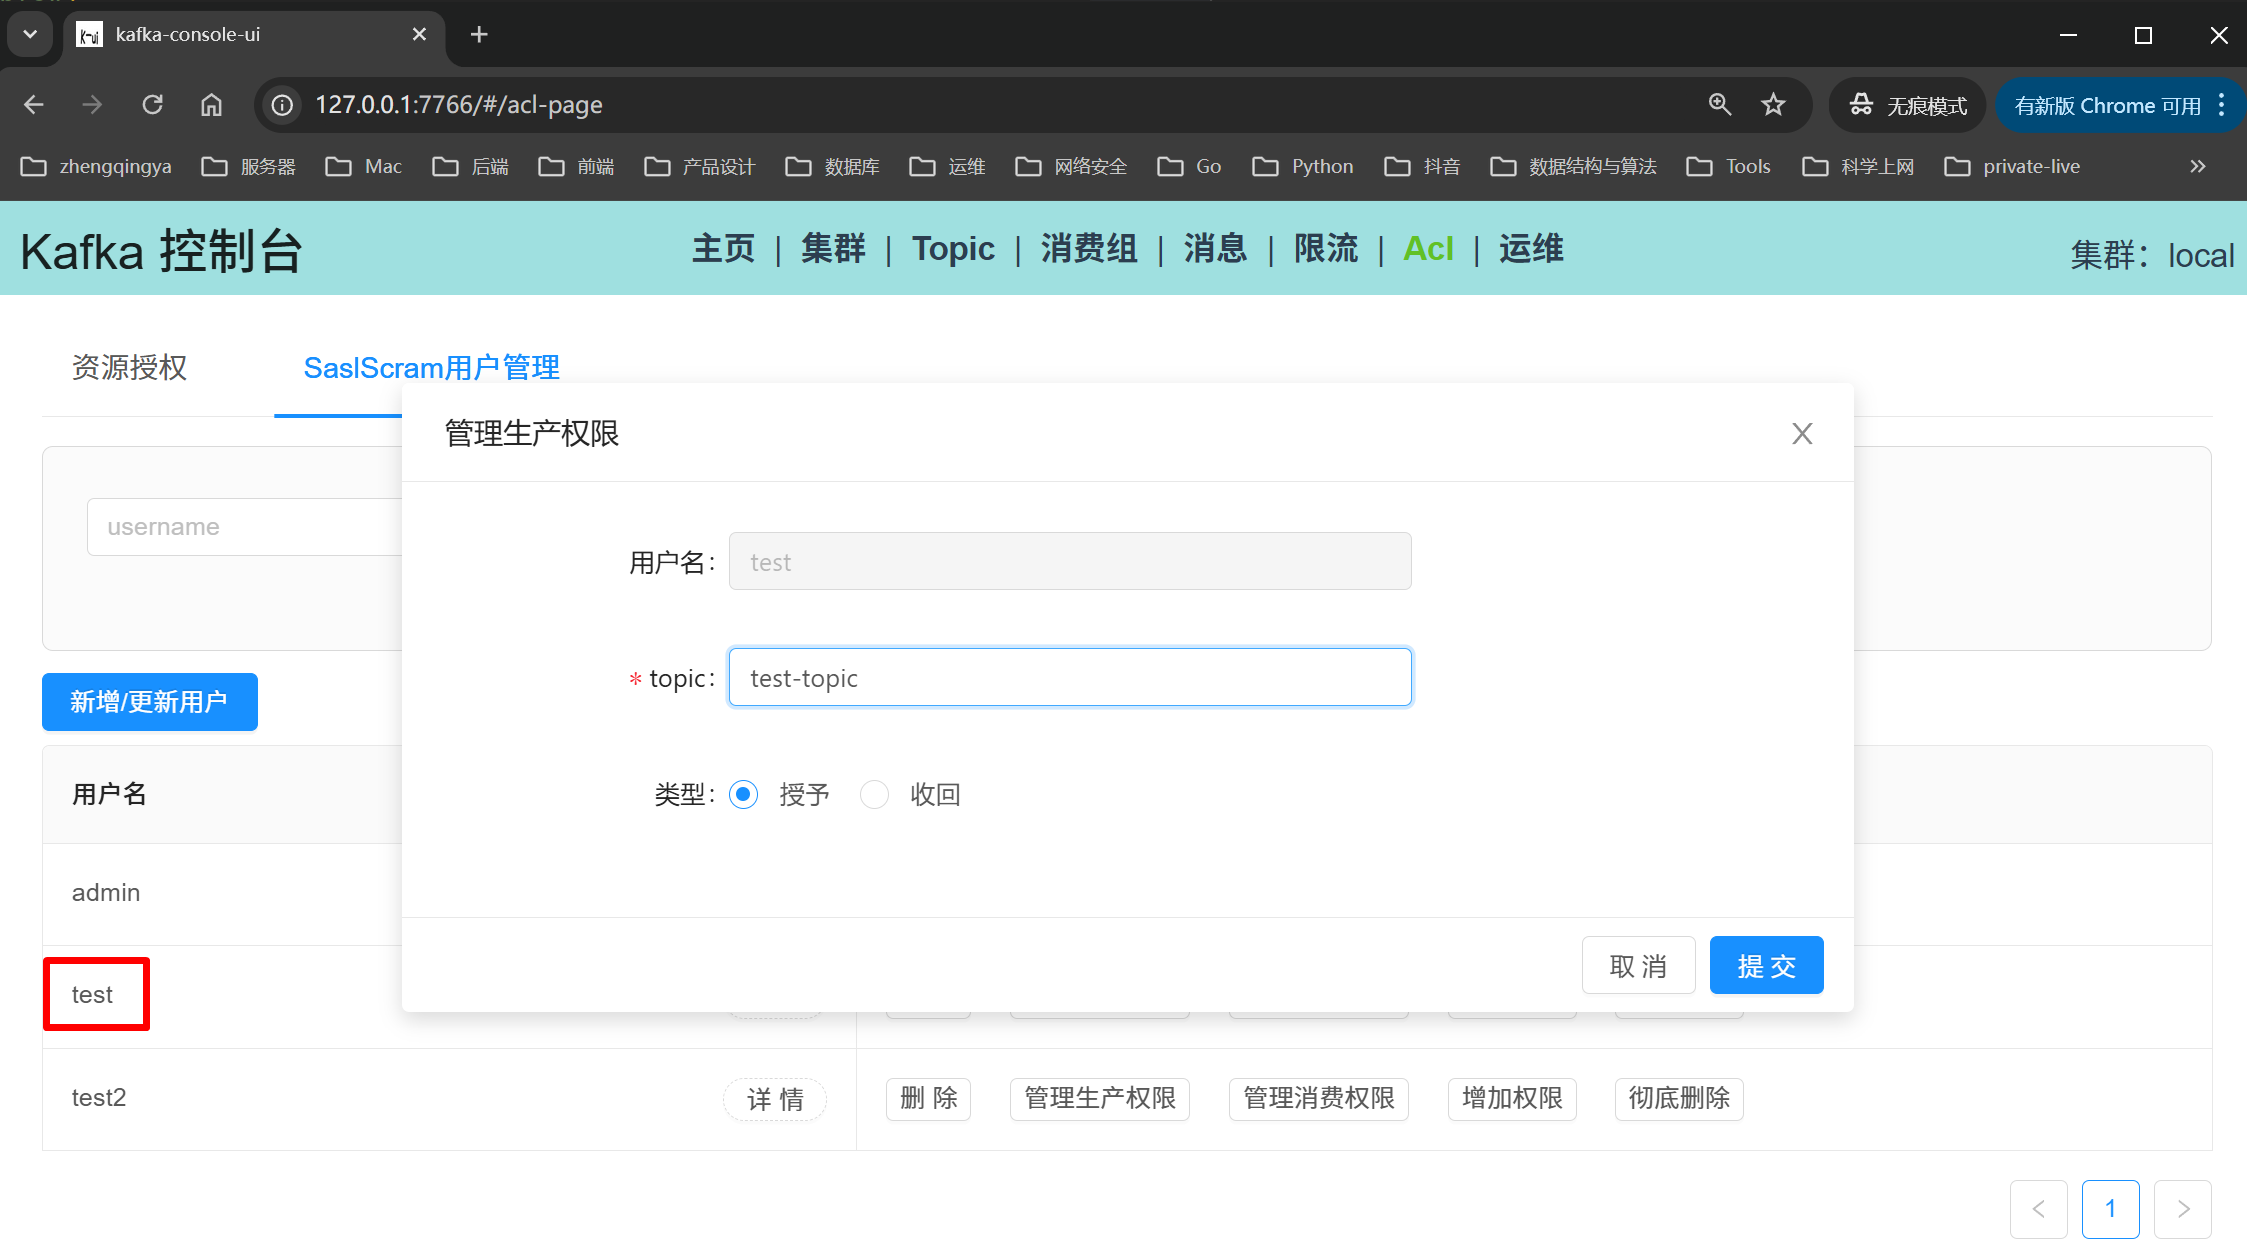 kafka-console-ui
127.0.0.1:7766/#/acl-page
无痕模式
有新版 Chrome 可用
zhengqingya 服务器 Mac 后端 前端 产品设计 数据库 运维 网络安全 Go Python 抖音 数据结构与算法 Tools 科学上网 private-live
Kafka 控制台
主页 | 集群 | Topic | 消费组 | 消息 | 限流 | Acl | 运维
集群：local
资源授权 SaslScram用户管理
管理生产权限
username
用户名: test
* topic: test-topic
新增/更新用户
用户名
类型: 授予 收回
admin
取 消 提 交
test
test2 详 情 删 除 管理生产权限 管理消费权限 增加权限 彻底删除
< 1 >